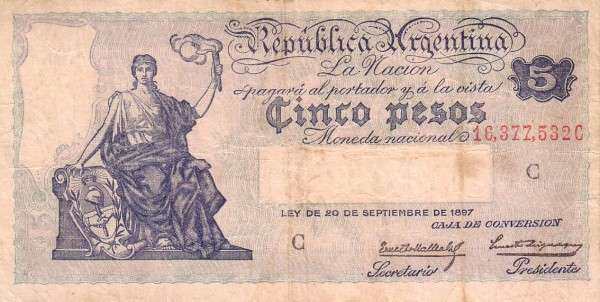 República Argentina
La Nación
pagará al portador y á la vista
5
Cinco pesos
Moneda nacional
16,377,532C
C
LEY DE 20 DE SEPTIEMBRE DE 1897
CAJA DE CONVERSION
C
Secretario
Presidente